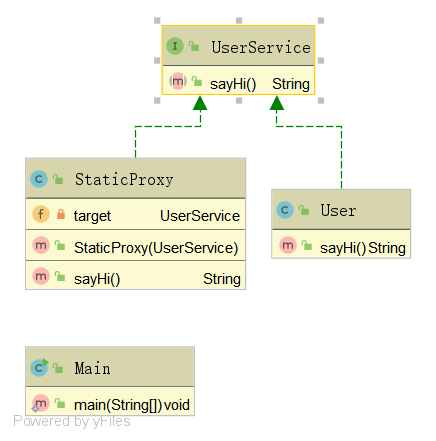 I UserService
m sayHi() String
C StaticProxy
f target UserService
m StaticProxy(UserService)
m sayHi() String
C User
m sayHi() String
C Main
m main(String[]) void
Powered by yFiles